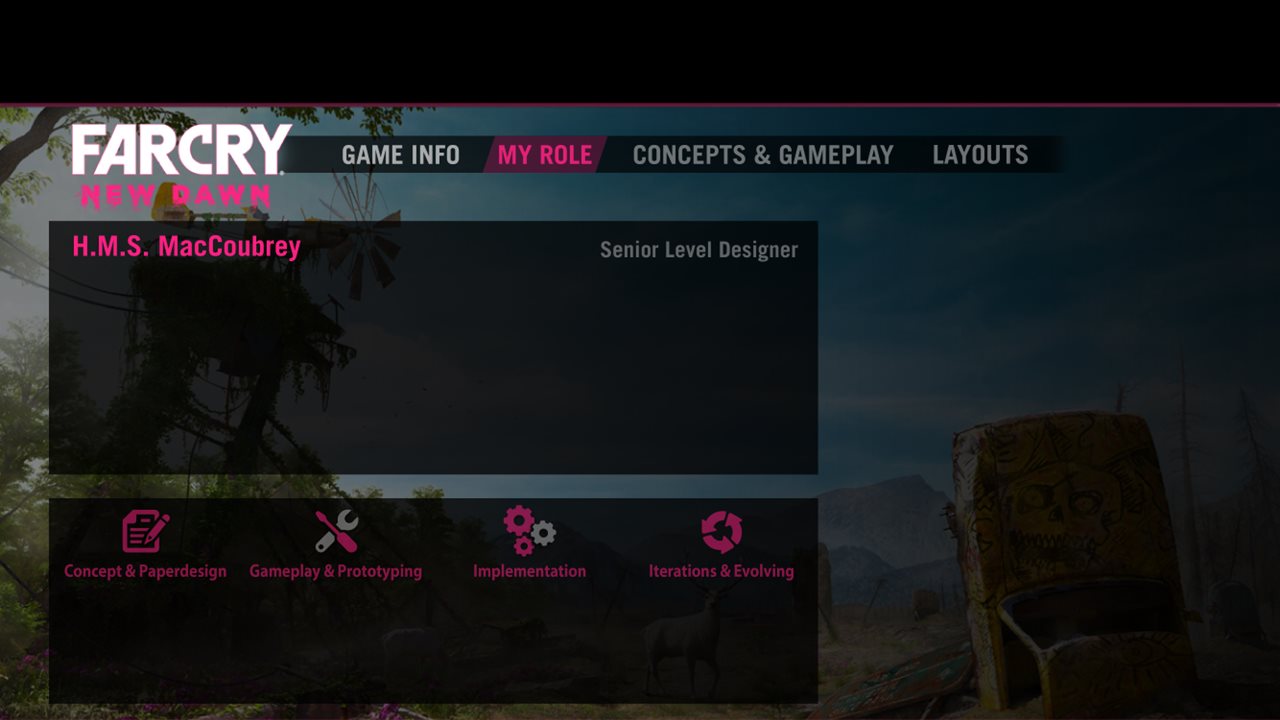 FARCRY
NEW DAWN
GAME INFO MY ROLE CONCEPTS & GAMEPLAY LAYOUTS
H.M.S. MacCoubrey Senior Level Designer
Concept & Paperdesign Gameplay & Prototyping Implementation Iterations & Evolving